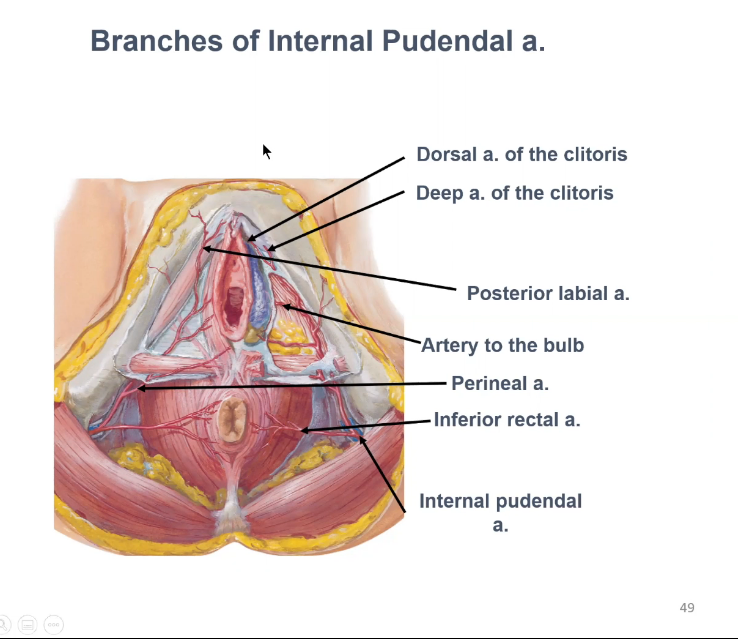 Branches of Internal Pudendal a.
Dorsal a. of the clitoris
Deep a. of the clitoris
Posterior labial a.
Artery to the bulb
Perineal a.
Inferior rectal a.
Internal pudendal
a.
49